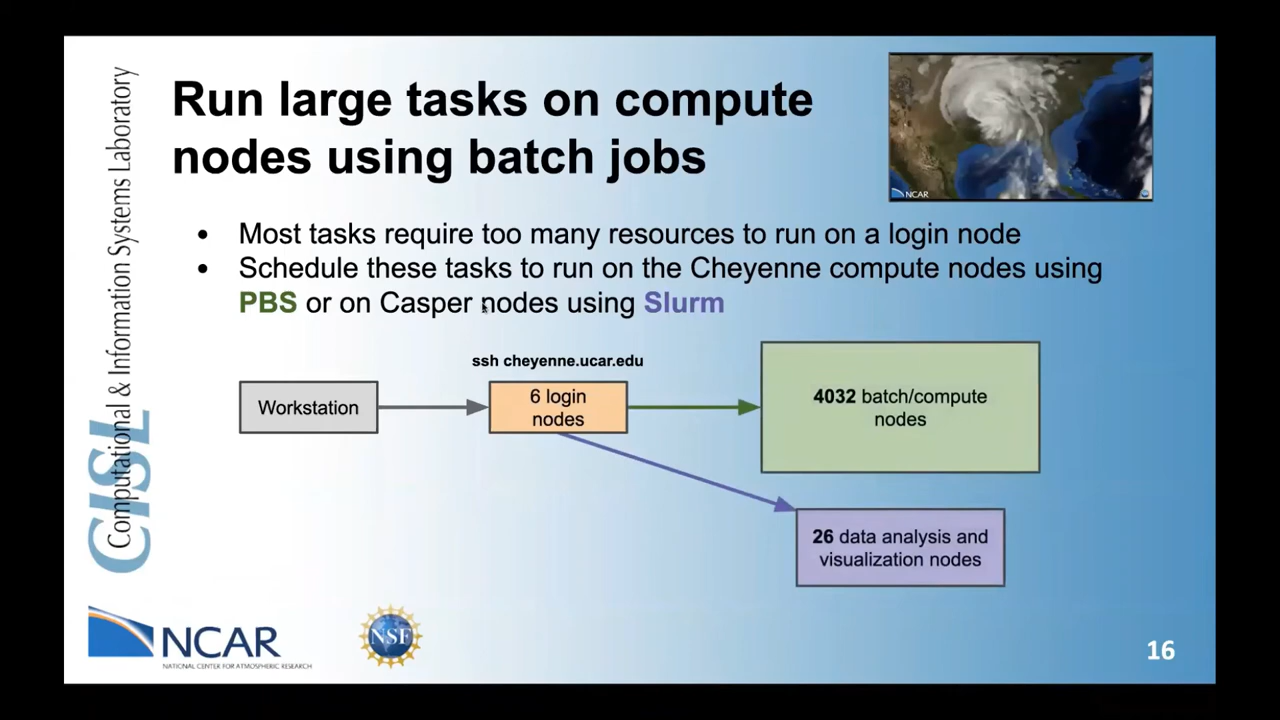 Run large tasks on compute
nodes using batch jobs
NCAR
• Most tasks require too many resources to run on a login node
• Schedule these tasks to run on the Cheyenne compute nodes using
PBS or on Casper nodes using Slurm
ssh cheyenne.ucar.edu
Workstation
6 login
nodes
4032 batch/compute
nodes
26 data analysis and
visualization nodes
CISL
Computational & Information Systems Laboratory
NCAR
NATIONAL CENTER FOR ATMOSPHERIC RESEARCH
NSF
16